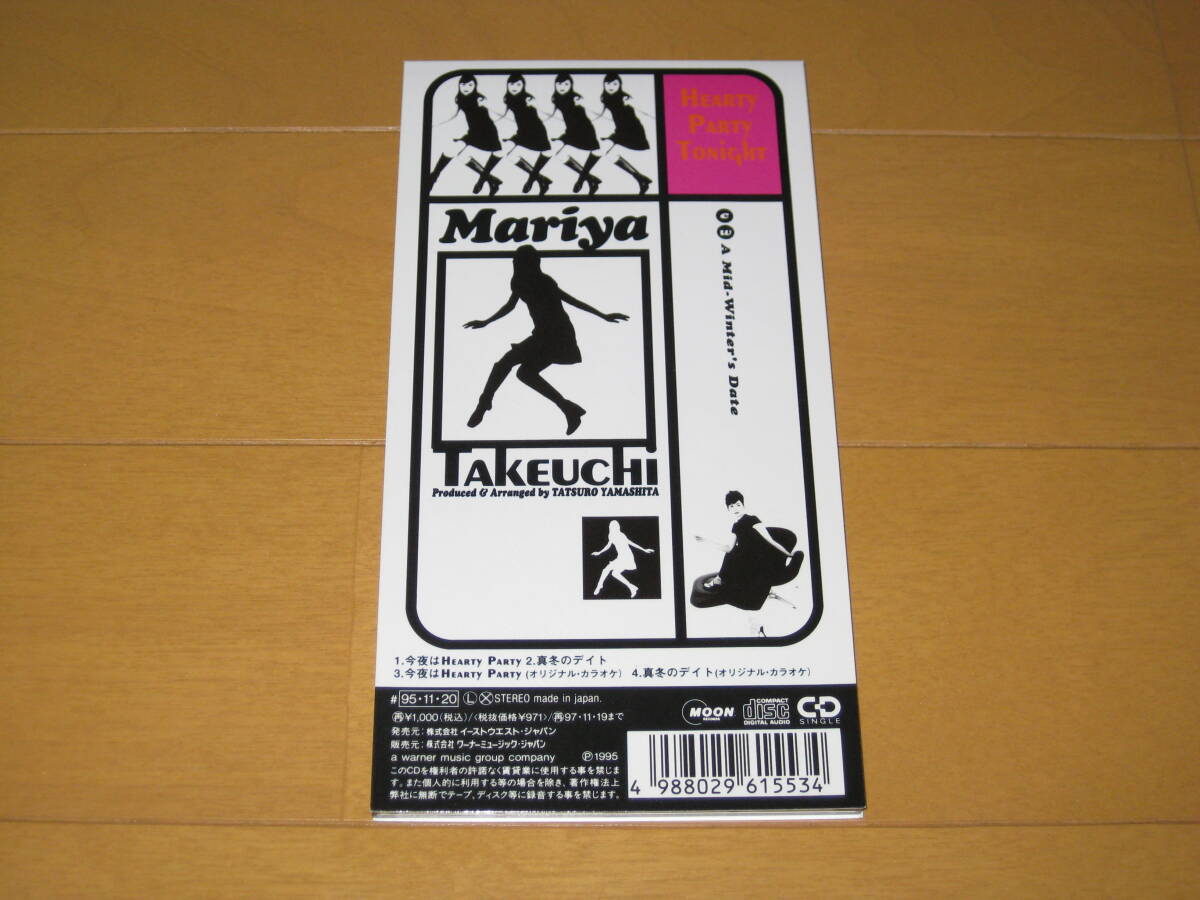 HEARTY
PARTY
TONIGHT
Mariya
TAKEUCHI
Produced & Arranged by TATSURO YAMASHITA
A Mid-Winter's Date
1.今夜はHEARTY PARTY 2.真冬のデイト
3.今夜はHEARTY PARTY (オリジナル・カラオケ) 4.真冬のデイト(オリジナル・カラオケ)
#95・11・20 Ⓛ Ⓧ STEREO made in japan.
再¥1,000(税込)/〈税抜価格¥971〉/再97・11・19まで
発売元:株式会社 イーストウエスト・ジャパン
販売元:株式会社 ワーナーミュージック・ジャパン
a warner music group company ℗1995
このCDを権利者の許諾なく賃貸業に使用する事を禁じま
す。また個人的に利用する等の場合を除き、著作権法上
弊社に無断でテープ、ディスク等に録音する事を禁じます。
MOON
RECORDS
COMPACT
disc
DIGITAL AUDIO
CD
SINGLE
4 988029 615534